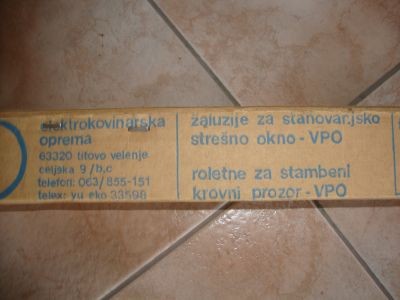 elektrokovinarska
oprema
63320 titovo velenje
celjska 9/b,c
telefon: 063/855-151
telex: yu eko 33598
žaluzije za stanovanjsko
strešno okno - VPO
roletne za stambeni
krovni prozor - VPO